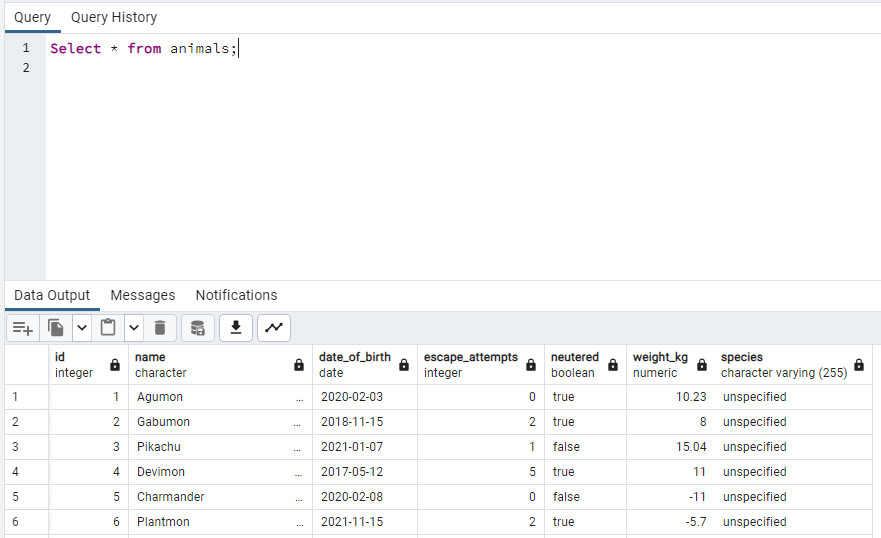 Query Query History
1 Select * from animals;
2
Data Output Messages Notifications
id name date_of_birth escape_attempts neutered weight_kg species
integer character date integer boolean numeric character varying (255)
1 1 Agumon ... 2020-02-03 0 true 10.23 unspecified
2 2 Gabumon ... 2018-11-15 2 true 8 unspecified
3 3 Pikachu ... 2021-01-07 1 false 15.04 unspecified
4 4 Devimon ... 2017-05-12 5 true 11 unspecified
5 5 Charmander ... 2020-02-08 0 false -11 unspecified
6 6 Plantmon ... 2021-11-15 2 true -5.7 unspecified